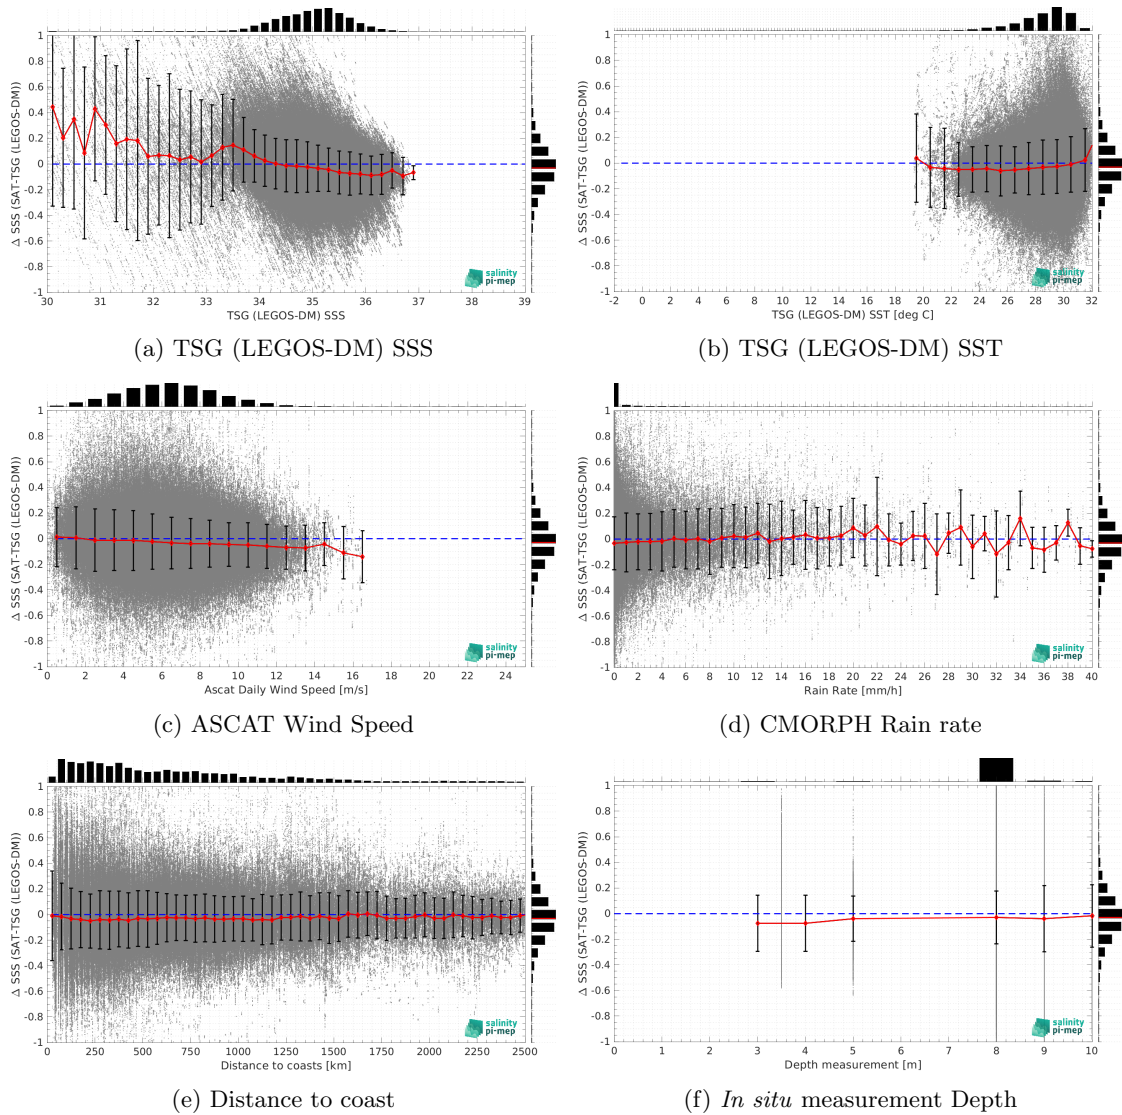 1
0.8
0.6
0.4
0.2
0
-0.2
-0.4
-0.6
-0.8
-1
Δ SSS (SAT-TSG (LEGOS-DM))
30 31 32 33 34 35 36 37 38 39
TSG (LEGOS-DM) SSS
salinity
pi-mep
(a) TSG (LEGOS-DM) SSS
1
0.8
0.6
0.4
0.2
0
-0.2
-0.4
-0.6
-0.8
-1
Δ SSS (SAT-TSG (LEGOS-DM))
-2 0 2 4 6 8 10 12 14 16 18 20 22 24 26 28 30 32
TSG (LEGOS-DM) SST [deg C]
salinity
pi-mep
(b) TSG (LEGOS-DM) SST
1
0.8
0.6
0.4
0.2
0
-0.2
-0.4
-0.6
-0.8
-1
Δ SSS (SAT-TSG (LEGOS-DM))
0 2 4 6 8 10 12 14 16 18 20 22 24
Ascat Daily Wind Speed [m/s]
salinity
pi-mep
(c) ASCAT Wind Speed
1
0.8
0.6
0.4
0.2
0
-0.2
-0.4
-0.6
-0.8
-1
Δ SSS (SAT-TSG (LEGOS-DM))
0 2 4 6 8 10 12 14 16 18 20 22 24 26 28 30 32 34 36 38 40
Rain Rate [mm/h]
salinity
pi-mep
(d) CMORPH Rain rate
1
0.8
0.6
0.4
0.2
0
-0.2
-0.4
-0.6
-0.8
-1
Δ SSS (SAT-TSG (LEGOS-DM))
0 250 500 750 1000 1250 1500 1750 2000 2250 2500
Distance to coasts [km]
salinity
pi-mep
(e) Distance to coast
1
0.8
0.6
0.4
0.2
0
-0.2
-0.4
-0.6
-0.8
-1
Δ SSS (SAT-TSG (LEGOS-DM))
0 1 2 3 4 5 6 7 8 9 10
Depth measurement [m]
salinity
pi-mep
(f) In situ measurement Depth